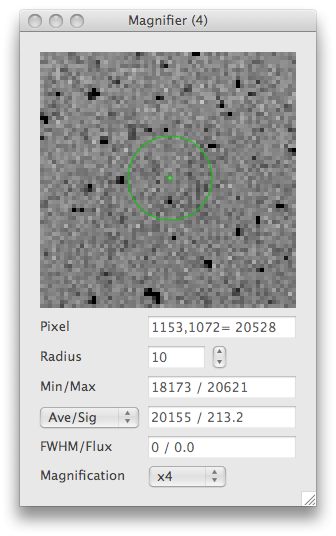 Magnifier (4)
Pixel 1153,1072= 20528
Radius 10
Min/Max 18173 / 20621
Ave/Sig 20155 / 213.2
FWHM/Flux 0 / 0.0
Magnification x4